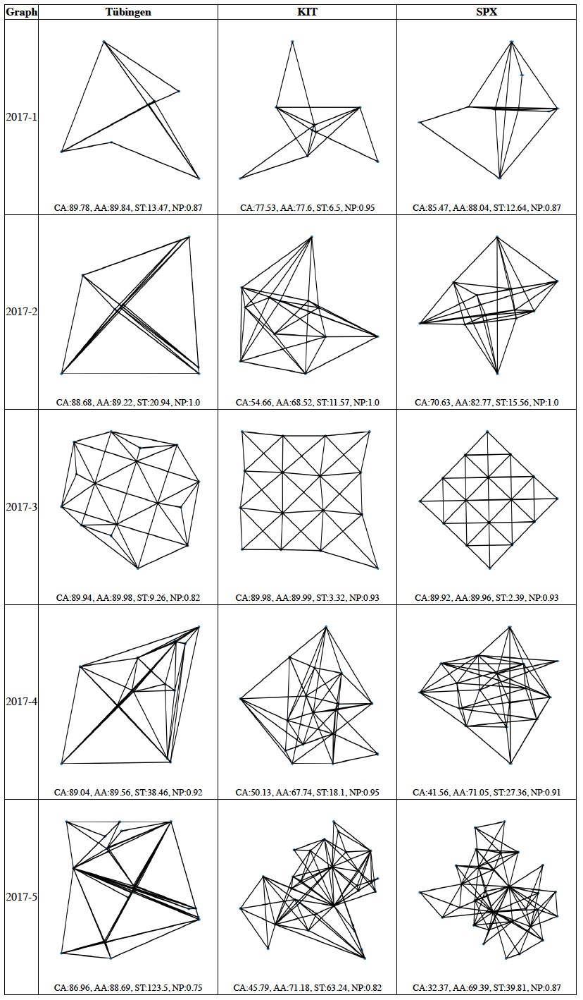 Graph Tübingen KIT SPX
2017-1
CA:89.78, AA:89.84, ST:13.47, NP:0.87 CA:77.53, AA:77.6, ST:6.5, NP:0.95 CA:85.47, AA:88.04, ST:12.64, NP:0.87
2017-2
CA:88.68, AA:89.22, ST:20.94, NP:1.0 CA:54.66, AA:68.52, ST:11.57, NP:1.0 CA:70.63, AA:82.77, ST:15.56, NP:1.0
2017-3
CA:89.94, AA:89.98, ST:9.26, NP:0.82 CA:89.98, AA:89.99, ST:3.32, NP:0.93 CA:89.92, AA:89.96, ST:2.39, NP:0.93
2017-4
CA:89.04, AA:89.56, ST:38.46, NP:0.92 CA:50.13, AA:67.74, ST:18.1, NP:0.95 CA:41.56, AA:71.05, ST:27.36, NP:0.91
2017-5
CA:86.96, AA:88.69, ST:123.5, NP:0.75 CA:45.79, AA:71.18, ST:63.24, NP:0.82 CA:32.37, AA:69.39, ST:39.81, NP:0.87